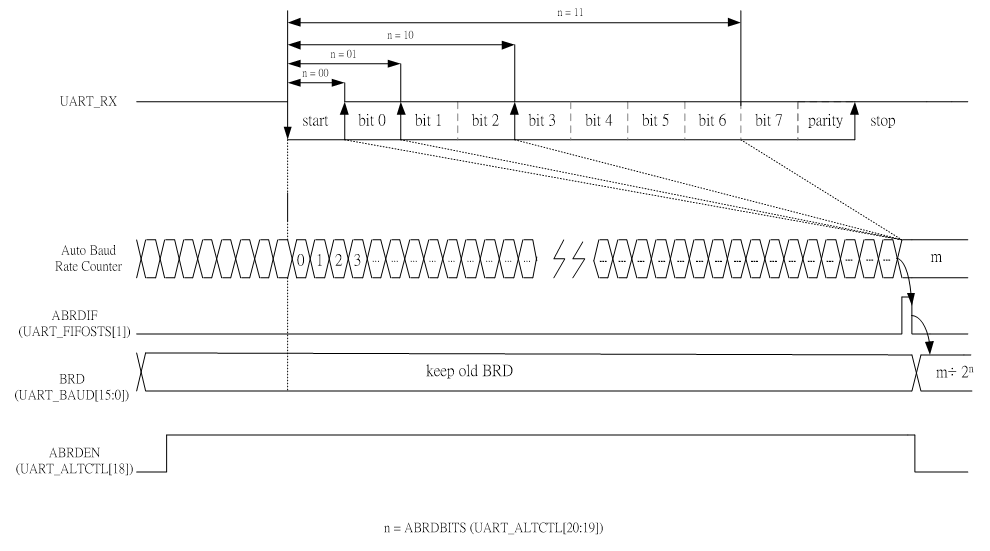 n = 11
n = 10
n = 01
n = 00
UART_RX
start bit 0 bit 1 bit 2 bit 3 bit 4 bit 5 bit 6 bit 7 parity stop
Auto Baud
Rate Counter
0 1 2 3 ... ... ... ... ... ... ... ... ... ... ... ... ... ... ... ... ... ... ... ... ... m
ABRDIF
(UART_FIFOSTS[1])
BRD
(UART_BAUD[15:0])
keep old BRD
m÷ 2ⁿ
ABRDEN
(UART_ALTCTL[18])
n = ABRDBITS (UART_ALTCTL[20:19])